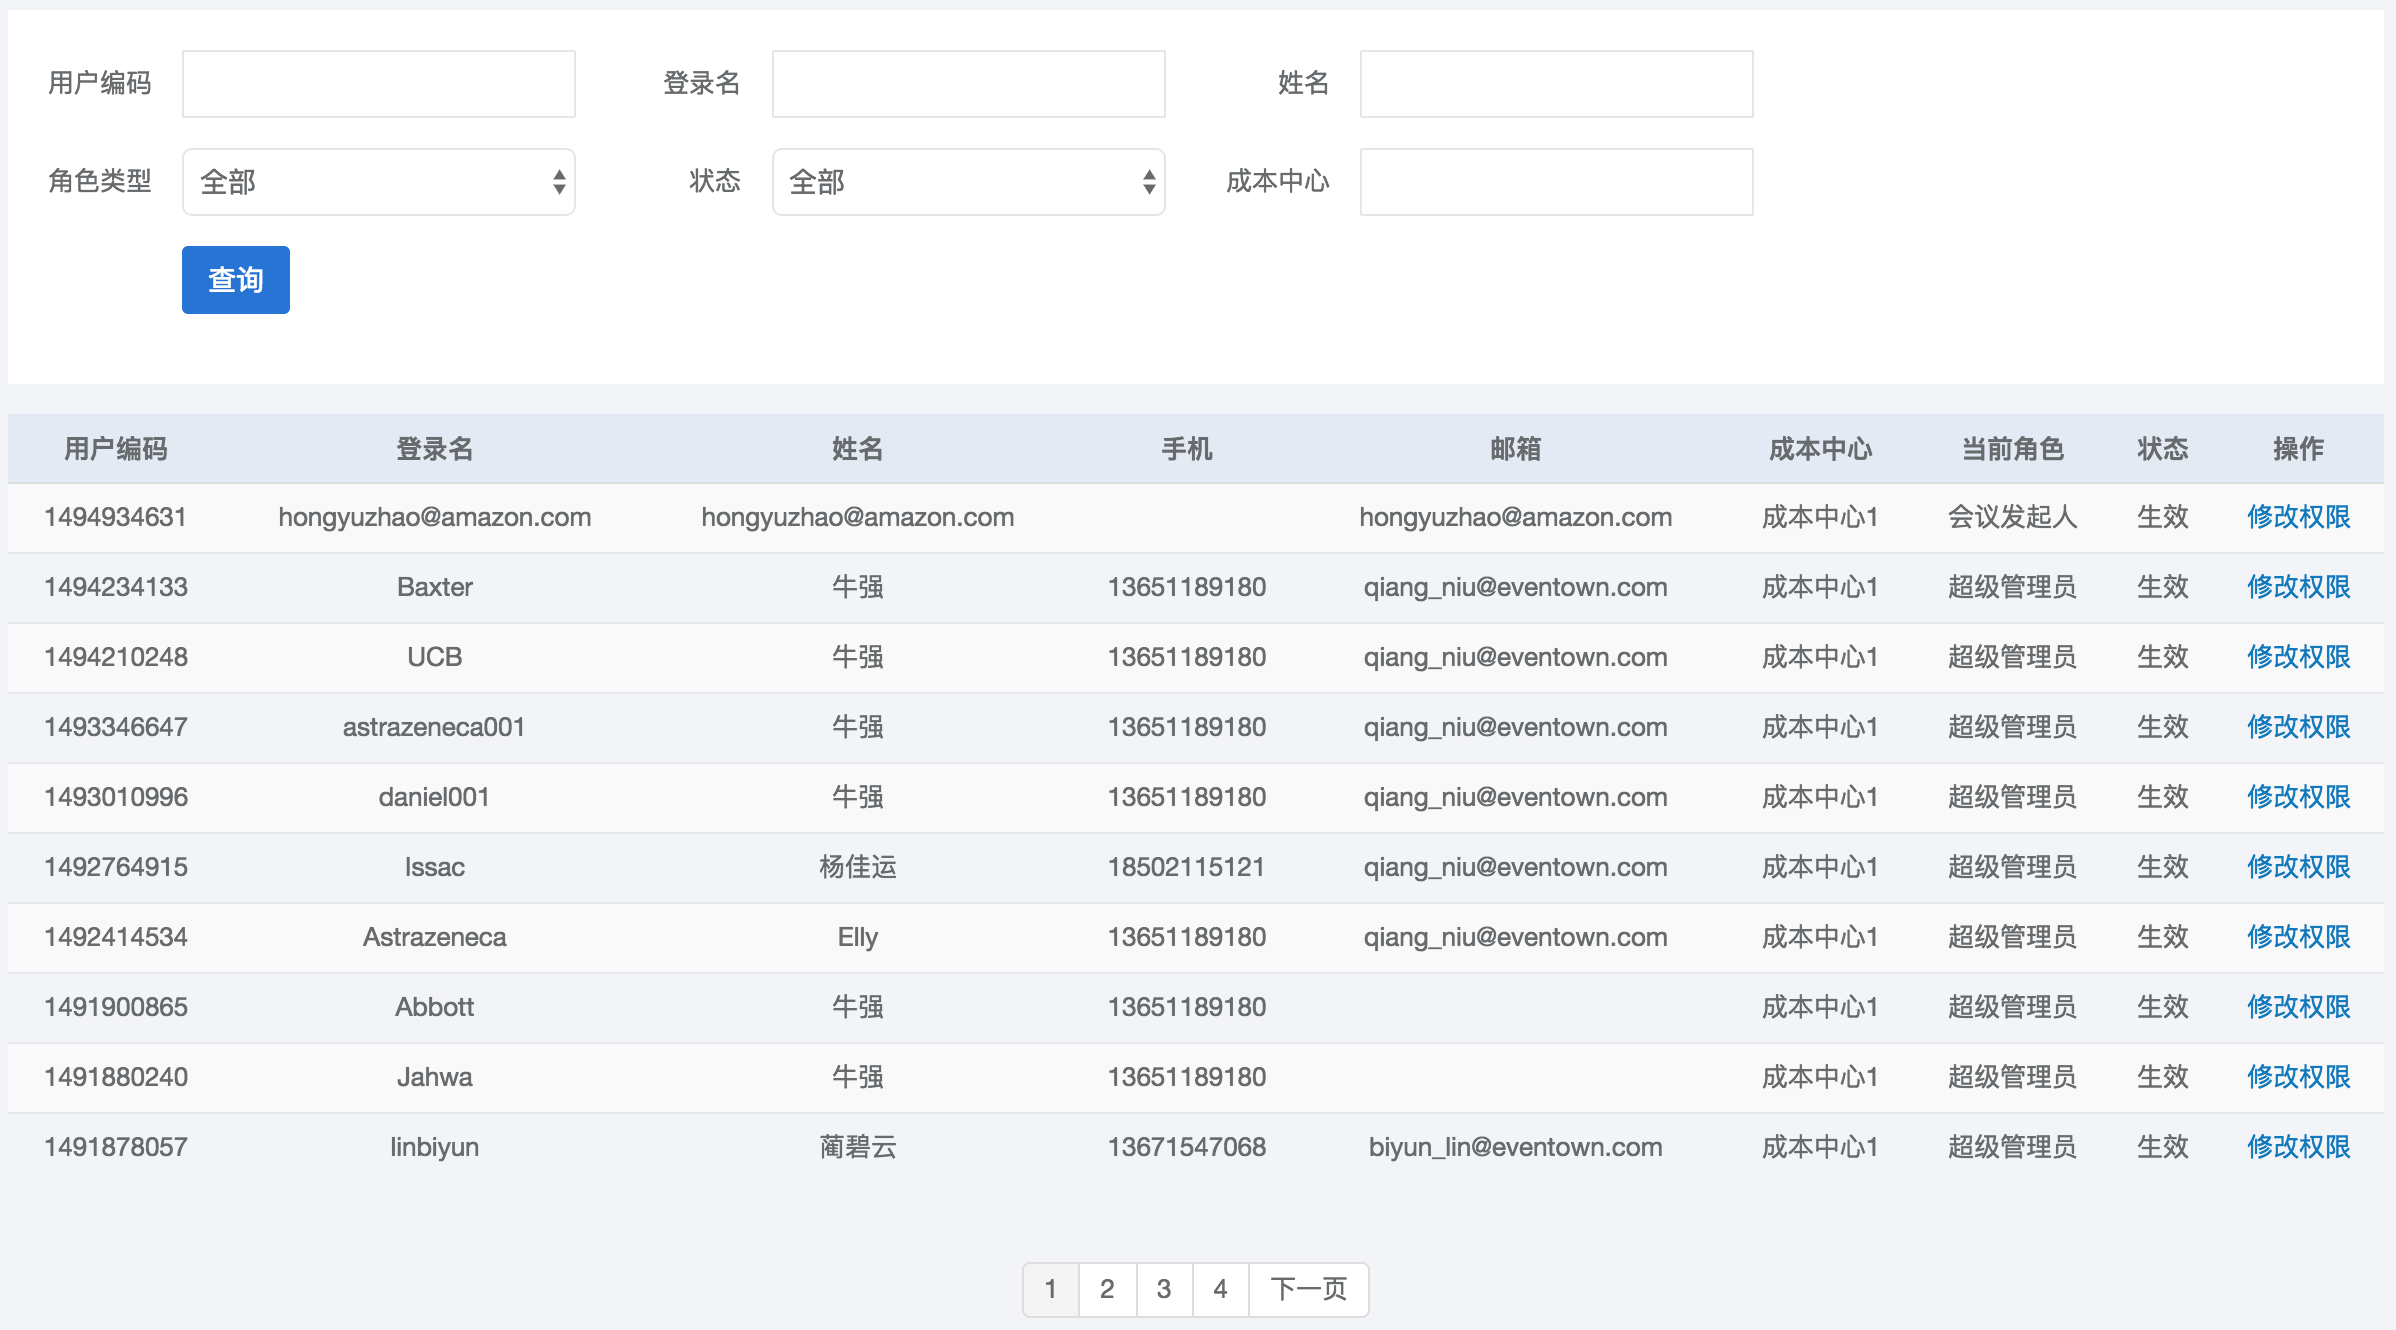 用户编码 登录名 姓名
角色类型 全部 状态 全部 成本中心
查询
用户编码 登录名 姓名 手机 邮箱 成本中心 当前角色 状态 操作
1494934631 hongyuzhao@amazon.com hongyuzhao@amazon.com hongyuzhao@amazon.com 成本中心1 会议发起人 生效 修改权限
1494234133 Baxter 牛强 13651189180 qiang_niu@eventown.com 成本中心1 超级管理员 生效 修改权限
1494210248 UCB 牛强 13651189180 qiang_niu@eventown.com 成本中心1 超级管理员 生效 修改权限
1493346647 astrazeneca001 牛强 13651189180 qiang_niu@eventown.com 成本中心1 超级管理员 生效 修改权限
1493010996 daniel001 牛强 13651189180 qiang_niu@eventown.com 成本中心1 超级管理员 生效 修改权限
1492764915 Issac 杨佳运 18502115121 qiang_niu@eventown.com 成本中心1 超级管理员 生效 修改权限
1492414534 Astrazeneca Elly 13651189180 qiang_niu@eventown.com 成本中心1 超级管理员 生效 修改权限
1491900865 Abbott 牛强 13651189180 成本中心1 超级管理员 生效 修改权限
1491880240 Jahwa 牛强 13651189180 成本中心1 超级管理员 生效 修改权限
1491878057 linbiyun 蔺碧云 13671547068 biyun_lin@eventown.com 成本中心1 超级管理员 生效 修改权限
1 2 3 4 下一页